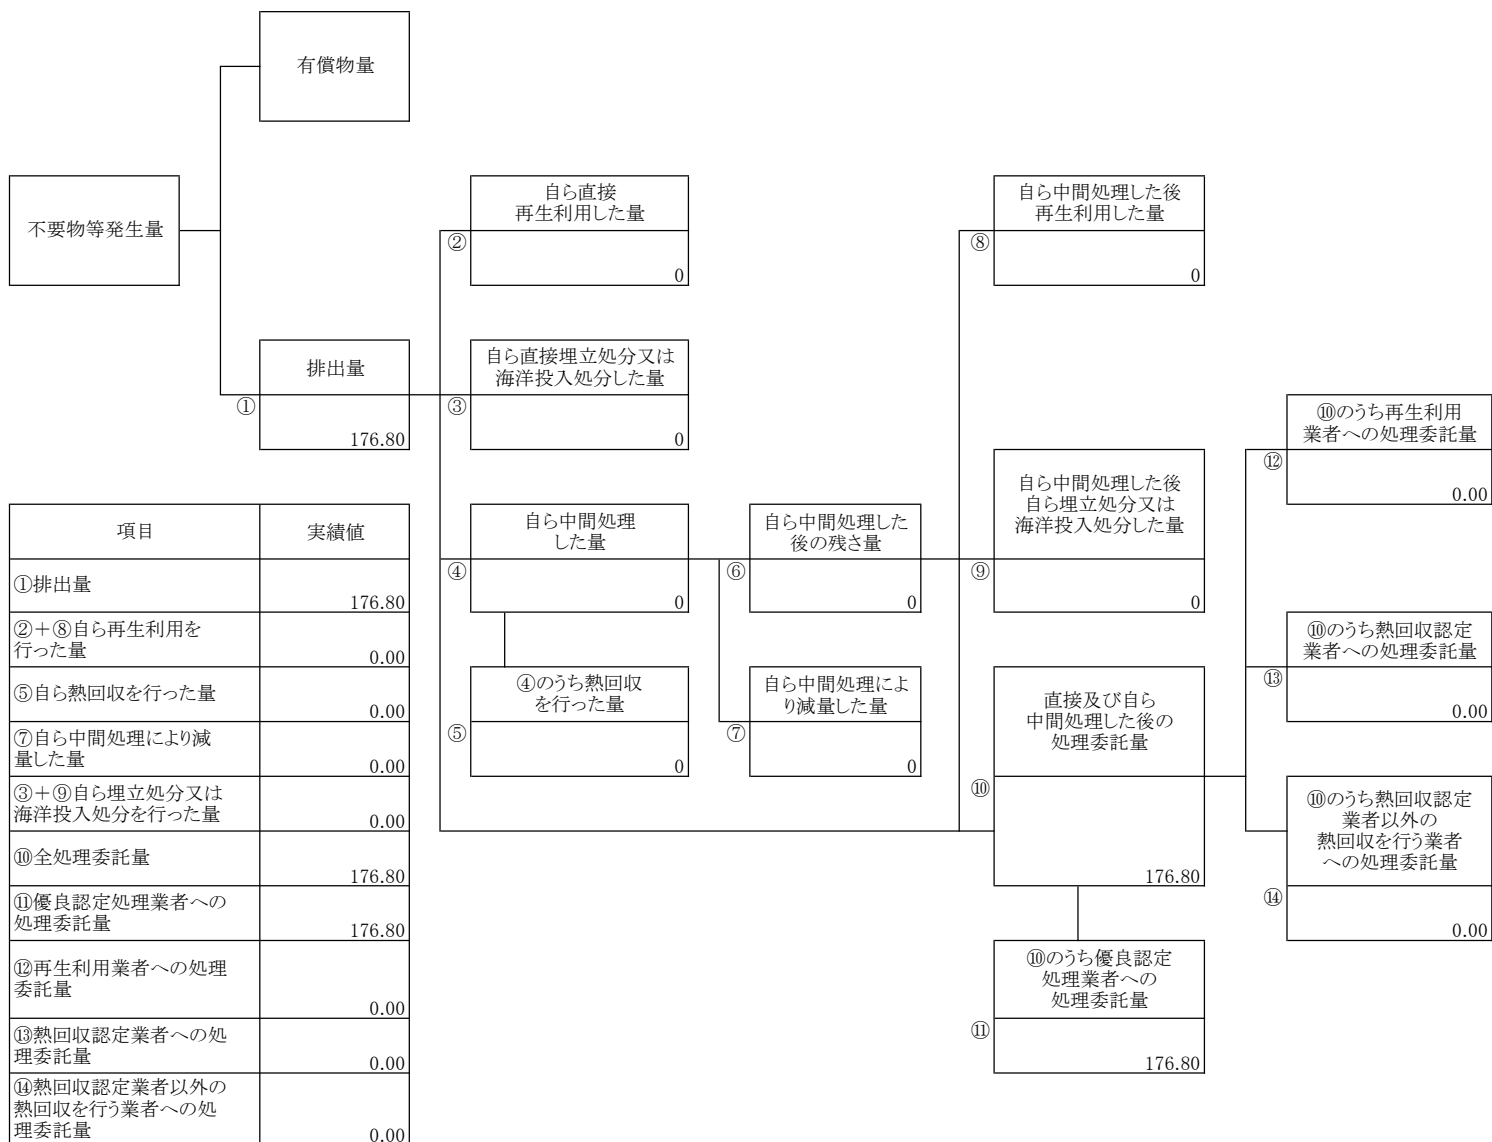 有償物量
不要物等発生量
自ら直接
再生利用した量
②
0
自ら中間処理した後
再生利用した量
⑧
0
排出量
①
176.80
自ら直接埋立処分又は
海洋投入処分した量
③
0
⑩のうち再生利用
業者への処理委託量
⑫
0.00
自ら中間処理
した量
④
0
自ら中間処理した
後の残さ量
⑥
0
自ら中間処理した後
自ら埋立処分又は
海洋投入処分した量
⑨
0
⑩のうち熱回収認定
業者への処理委託量
⑬
0.00
④のうち熱回収
を行った量
⑤
0
自ら中間処理によ
り減量した量
⑦
0
直接及び自ら
中間処理した後の
処理委託量
⑩
176.80
⑩のうち熱回収認定
業者以外の
熱回収を行う業者
への処理委託量
⑭
0.00
⑩のうち優良認定
処理業者への
処理委託量
⑪
176.80
項目 実績値
①排出量
176.80
②+⑧自ら再生利用を
行った量
0.00
⑤自ら熱回収を行った量
0.00
⑦自ら中間処理により減
量した量
0.00
③+⑨自ら埋立処分又は
海洋投入処分を行った量
0.00
⑩全処理委託量
176.80
⑪優良認定処理業者への
処理委託量
176.80
⑫再生利用業者への処理
委託量
0.00
⑬熱回収認定業者への処
理委託量
0.00
⑭熱回収認定業者以外の
熱回収を行う業者への処
理委託量
0.00